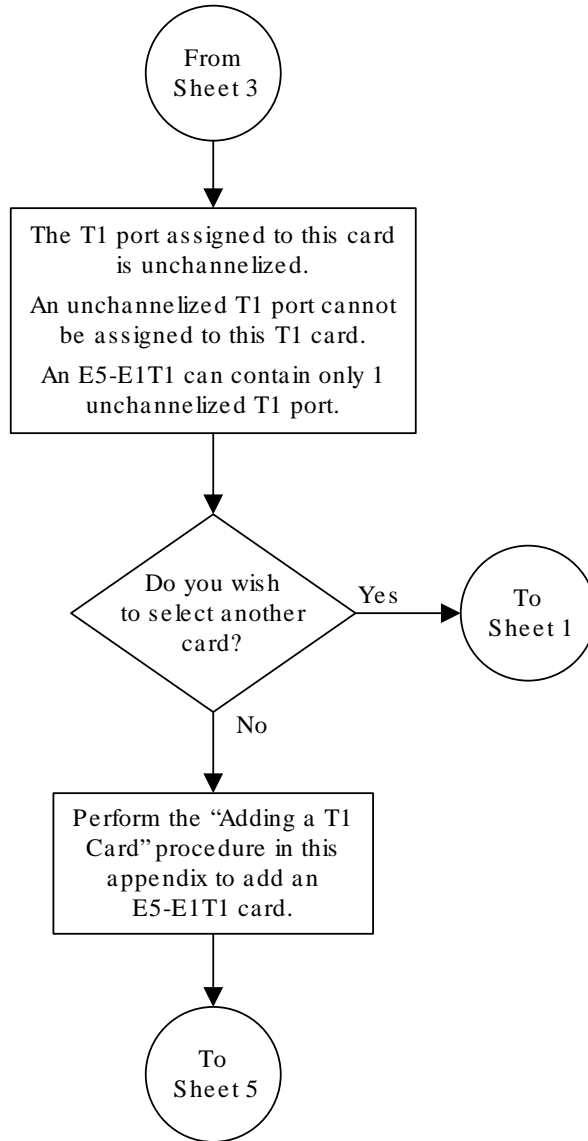 From
Sheet 3
The T1 port assigned to this card
is unchannelized.
An unchannelized T1 port cannot
be assigned to this T1 card.
An E5-E1T1 can contain only 1
unchannelized T1 port.
Do you wish
to select another
card?
Yes
To
Sheet 1
No
Perform the “Adding a T1
Card” procedure in this
appendix to add an
E5-E1T1 card.
To
Sheet 5